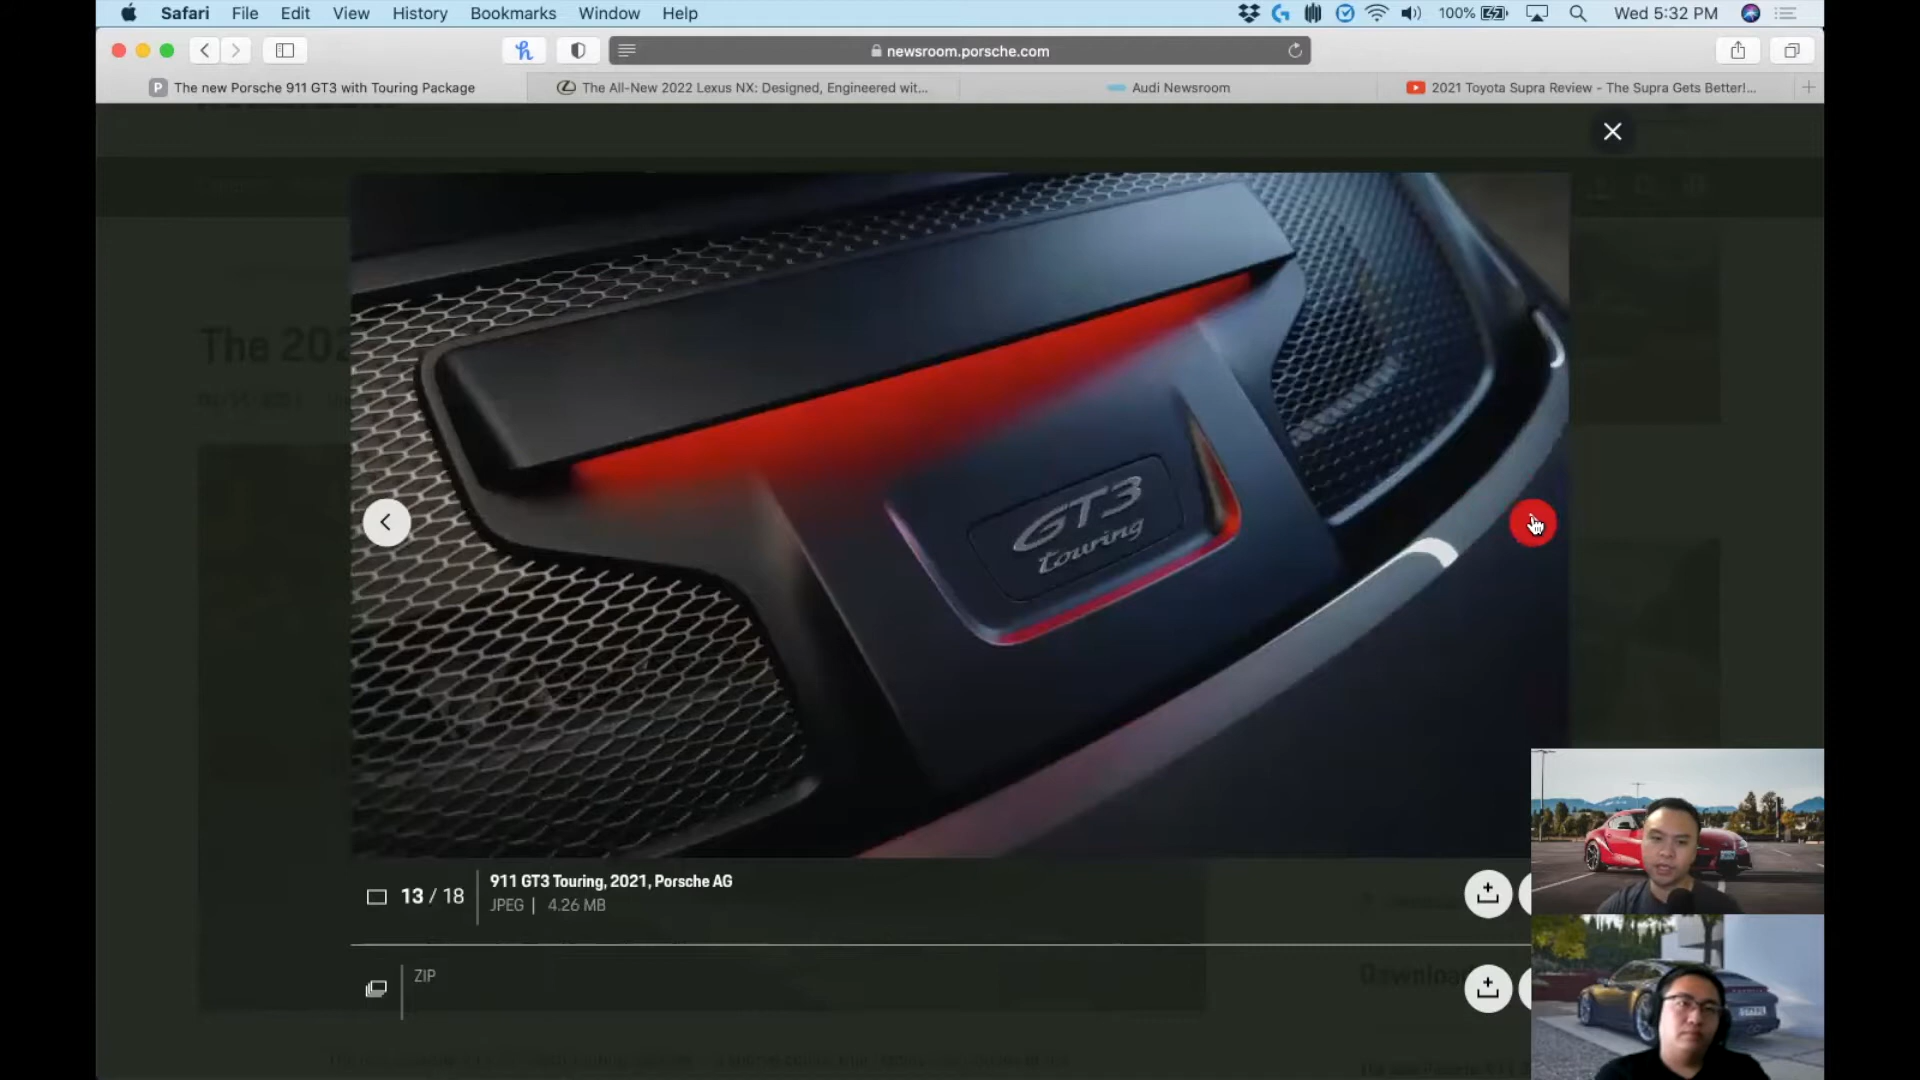 Safari File Edit View History Bookmarks Window Help 100% Wed 5:32 PM
newsroom.porsche.com
P The new Porsche 911 GT3 with Touring Package
The All-New 2022 Lexus NX: Designed, Engineered wit...
Audi Newsroom
2021 Toyota Supra Review - The Supra Gets Better!...
The 202
GT3
touring
13 / 18
911 GT3 Touring, 2021, Porsche AG
JPEG | 4.26 MB
ZIP
Downloa